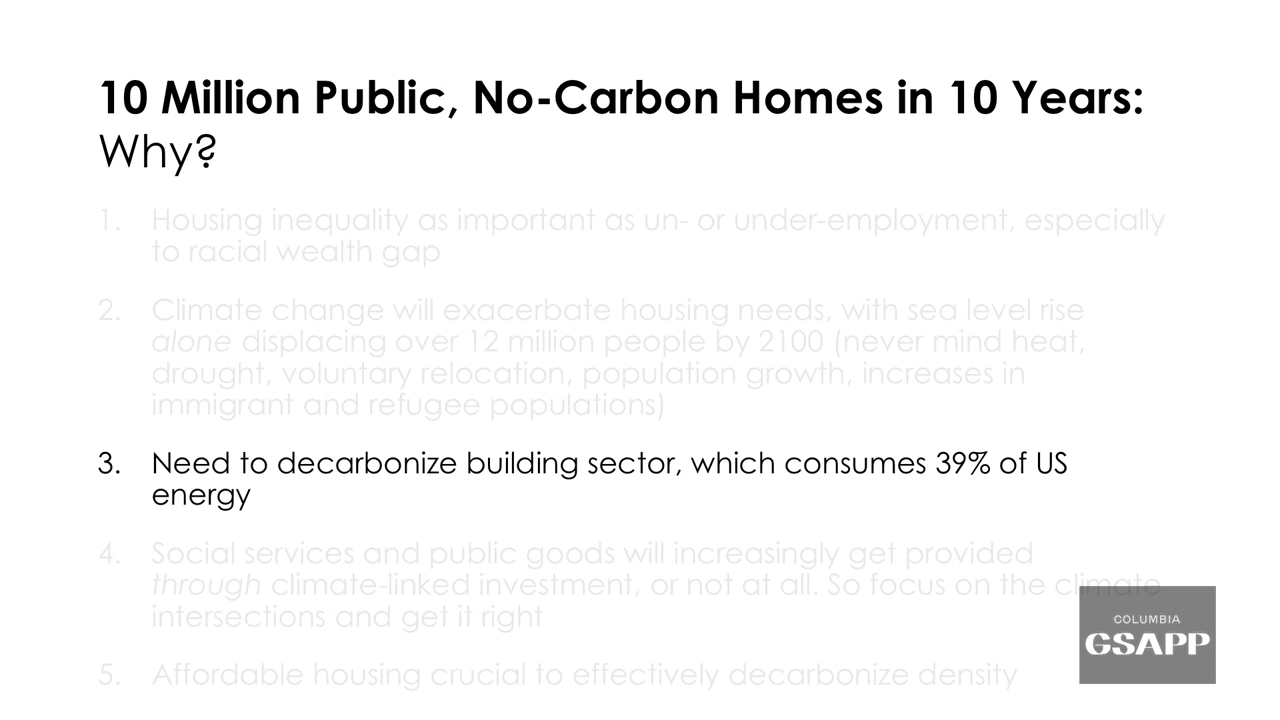 10 Million Public, No-Carbon Homes in 10 Years:
Why?
1. Housing inequality as important as un- or under-employment, especially
to racial wealth gap
2. Climate change will exacerbate housing needs, with sea level rise
alone displacing over 12 million people by 2100 (never mind heat,
drought, voluntary relocation, population growth, increases in
immigrant and refugee populations)
3. Need to decarbonize building sector, which consumes 39% of US
energy
4. Social services and public goods will increasingly get provided
through climate-linked investment, or not at all. So focus on the climate
intersections and get it right
COLUMBIA
GSAPP
5. Affordable housing crucial to effectively decarbonize density